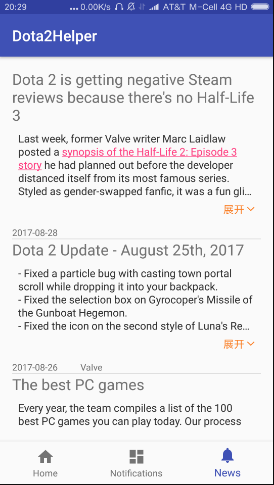 20:29
...0.00K/s AT&T M-Cell 4G HD
Dota2Helper
Dota 2 is getting negative Steam
reviews because there's no Half-Life
3
Last week, former Valve writer Marc Laidlaw
posted a synopsis of the Half-Life 2: Episode 3
story he had planned out before the developer
distanced itself from its most famous series.
Styled as gender-swapped fanfic, it was a fun gli...
展开
2017-08-28
Dota 2 Update - August 25th, 2017
- Fixed a particle bug with casting town portal
scroll while dropping it into your backpack.
- Fixed the selection box on Gyrocoper's Missile of
the Gunboat Hegemon.
- Fixed the icon on the second style of Luna's Re...
展开
2017-08-26 Valve
The best PC games
Every year, the team compiles a list of the 100
best PC games you can play today. Our process
Home
Notifications
News